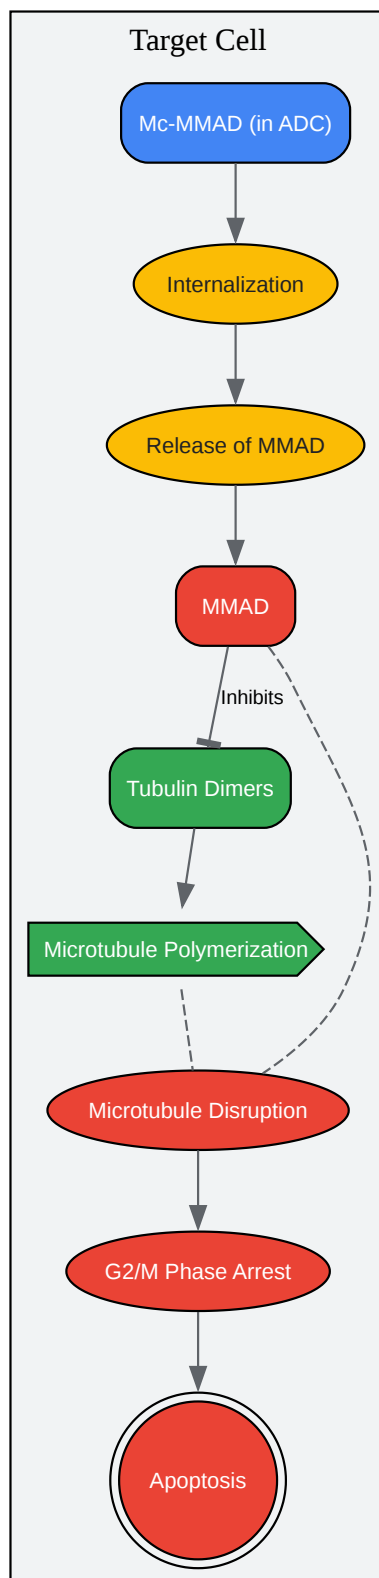 Target Cell
Mc-MMAD (in ADC)
Internalization
Release of MMAD
MMAD
Inhibits
Tubulin Dimers
Microtubule Polymerization
Microtubule Disruption
G2/M Phase Arrest
Apoptosis